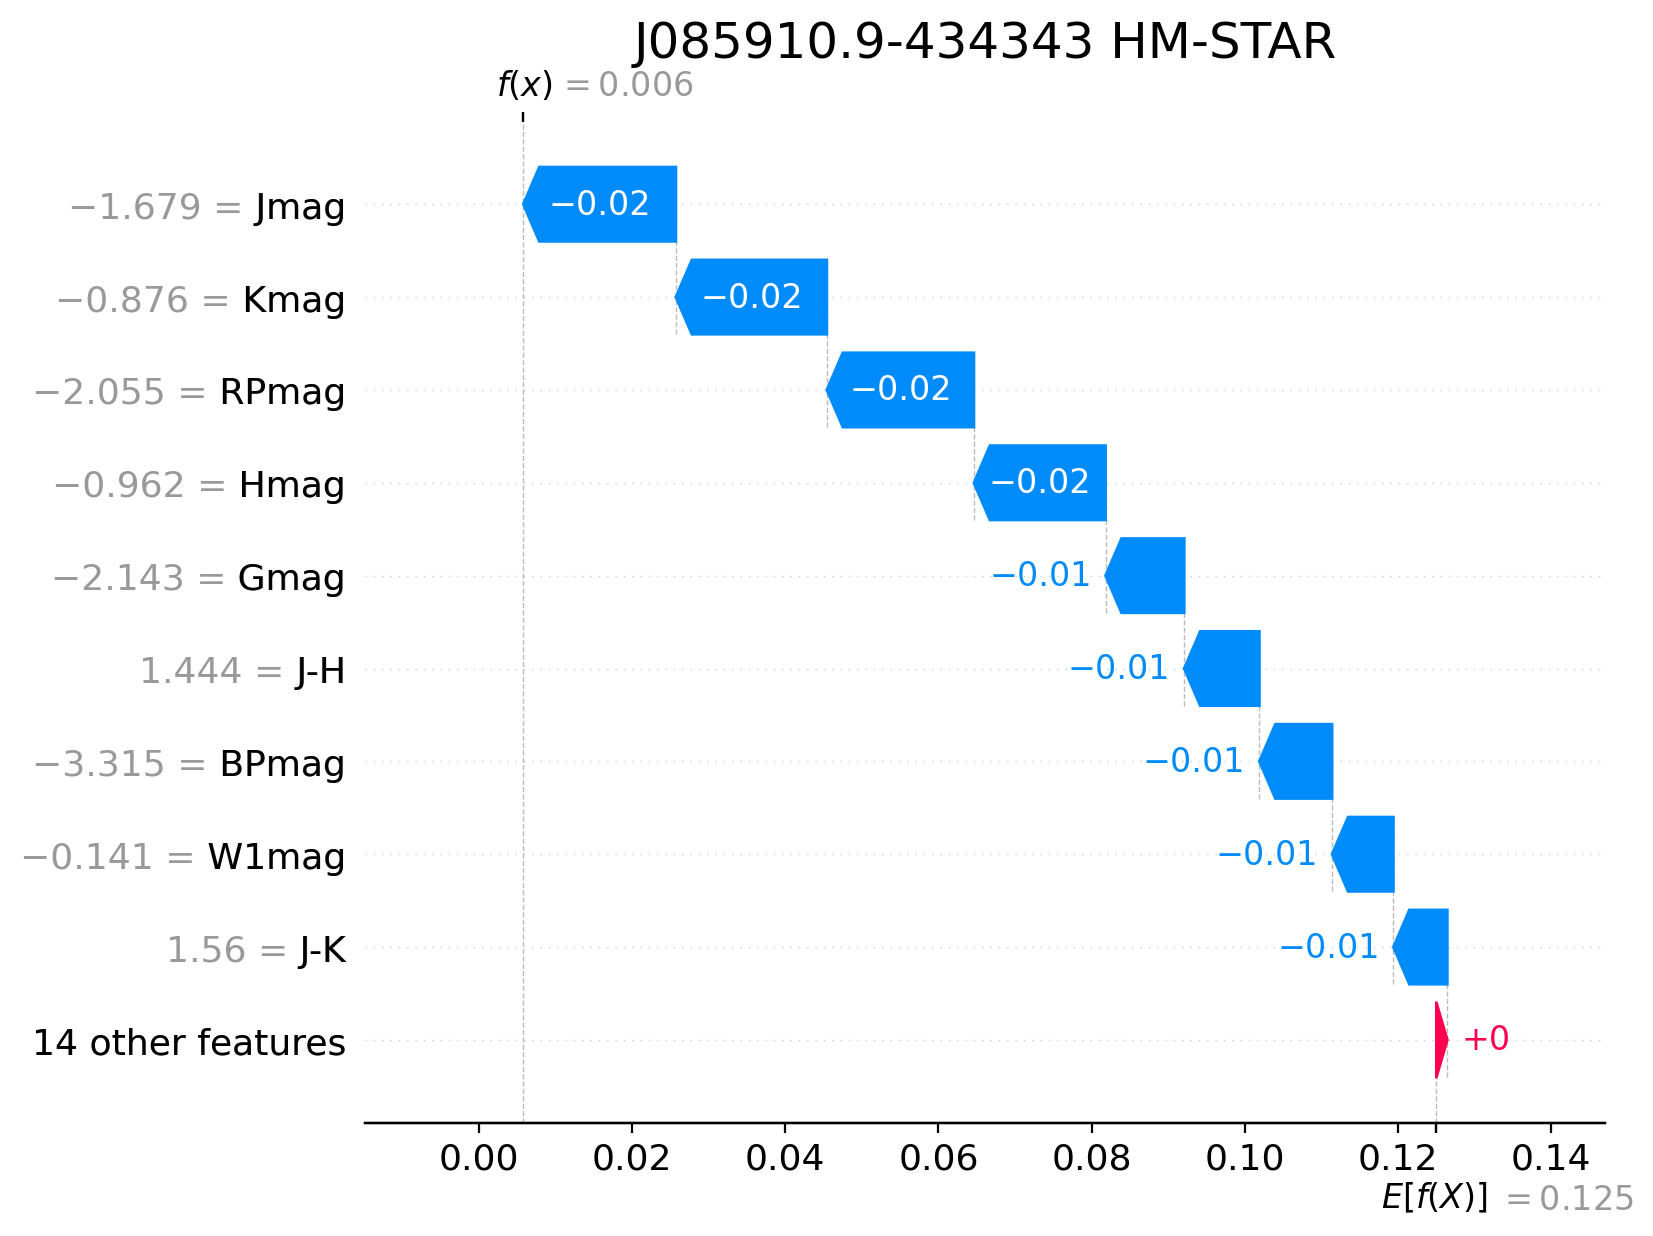 J085910.9-434343 HM-STAR
f(x) = 0.006
−1.679 = Jmag
−0.02
−0.876 = Kmag
−0.02
−2.055 = RPmag
−0.02
−0.962 = Hmag
−0.02
−2.143 = Gmag
−0.01
1.444 = J-H
−0.01
−3.315 = BPmag
−0.01
−0.141 = W1mag
−0.01
1.56 = J-K
−0.01
14 other features
+0
0.00 0.02 0.04 0.06 0.08 0.10 0.12 0.14
E[f(X)] = 0.125